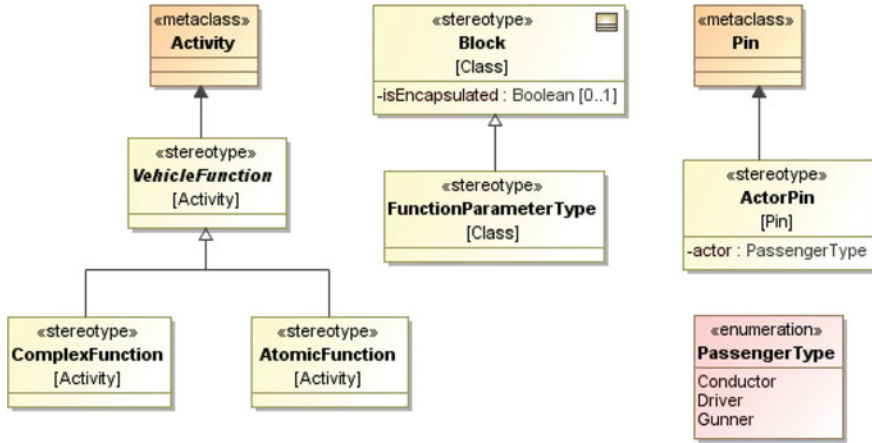 «metaclass»
Activity
«stereotype»
VehicleFunction
[Activity]
«stereotype»
ComplexFunction
[Activity]
«stereotype»
AtomicFunction
[Activity]
«stereotype»
Block
[Class]
-isEncapsulated : Boolean [0..1]
«stereotype»
FunctionParameterType
[Class]
«metaclass»
Pin
«stereotype»
ActorPin
[Pin]
-actor : PassengerType
«enumeration»
PassengerType
Conductor
Driver
Gunner